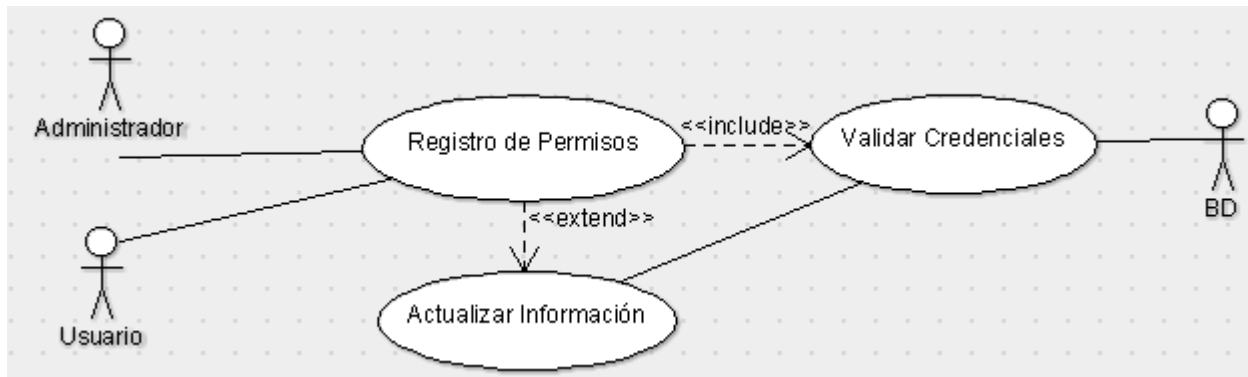 Administrador
Registro de Permisos
<<include>>
Validar Credenciales
BD
<<extend>>
Usuario
Actualizar Información